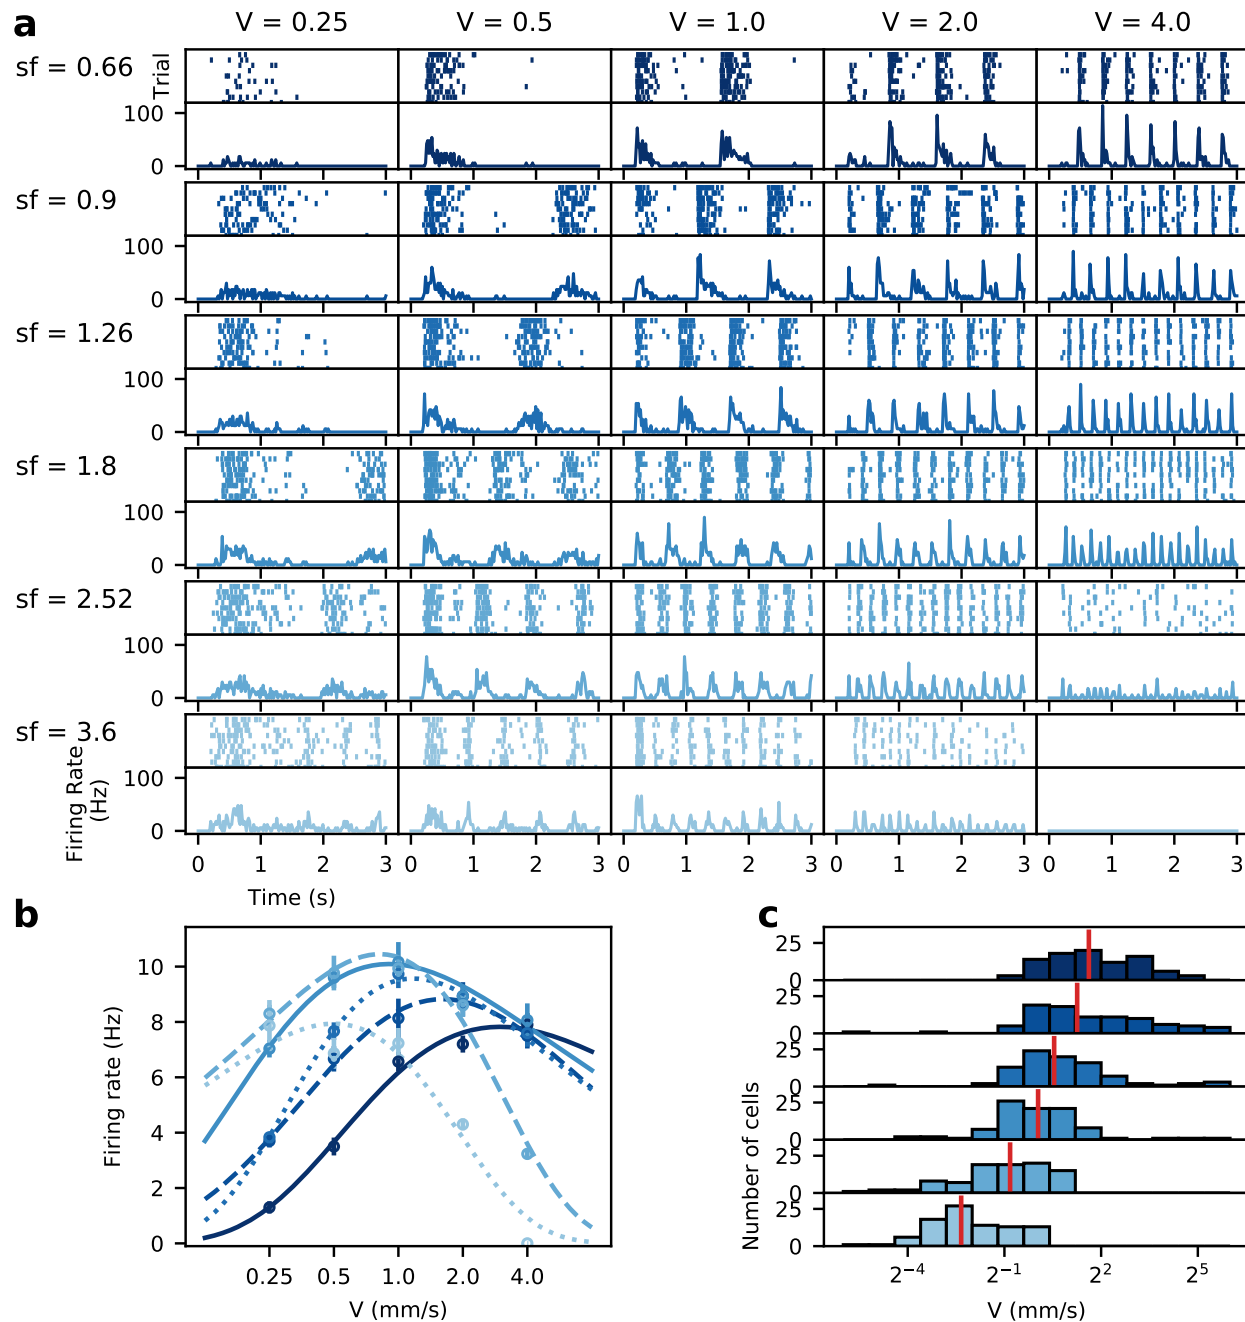 a
V = 0.25 V = 0.5 V = 1.0 V = 2.0 V = 4.0
sf = 0.66
Trial
100
0
sf = 0.9
100
0
sf = 1.26
100
0
sf = 1.8
100
0
sf = 2.52
100
0
sf = 3.6
100
0
Firing Rate
(Hz)
0 1 2 3 0 1 2 3 0 1 2 3 0 1 2 3 0 1 2 3
Time (s)
b
Firing rate (Hz)
10
8
6
4
2
0
0.25 0.5 1.0 2.0 4.0
V (mm/s)
c
Number of cells
25
0
25
0
25
0
25
0
25
0
25
0
2⁻⁴ 2⁻¹ 2² 2⁵
V (mm/s)